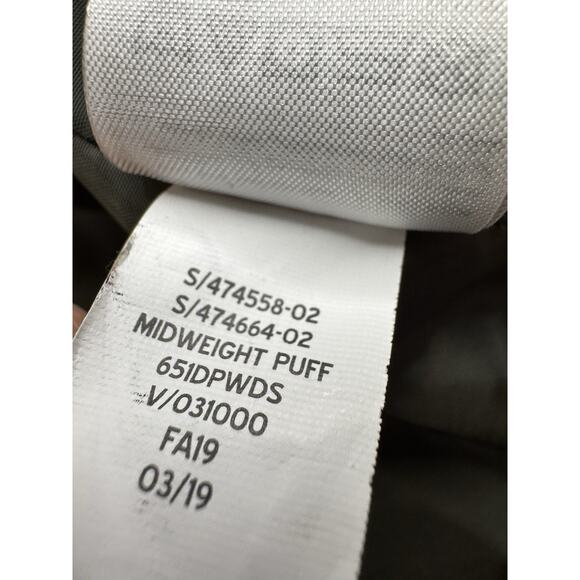 S/474558-02
S/474664-02
MIDWEIGHT PUFF
651DPWDS
V/031000
FA19
03/19